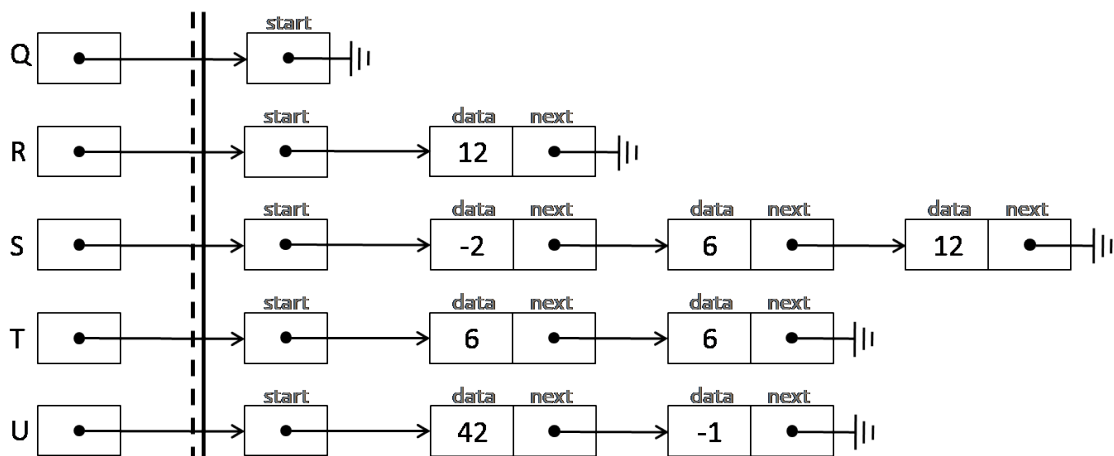 start
Q
start data next
R 12
start data next data next data next
S -2 6 12
start data next data next
T 6 6
start data next data next
U 42 -1